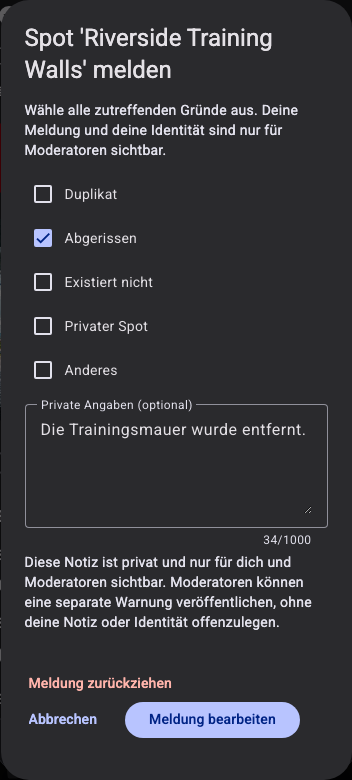 Spot 'Riverside Training
Walls' melden
Wähle alle zutreffenden Gründe aus. Deine
Meldung und deine Identität sind nur für
Moderatoren sichtbar.
Duplikat
Abgerissen
Existiert nicht
Privater Spot
Anderes
Private Angaben (optional)
Die Trainingsmauer wurde entfernt.
34/1000
Diese Notiz ist privat und nur für dich und
Moderatoren sichtbar. Moderatoren können
eine separate Warnung veröffentlichen, ohne
deine Notiz oder Identität offenzulegen.
Meldung zurückziehen
Abbrechen
Meldung bearbeiten